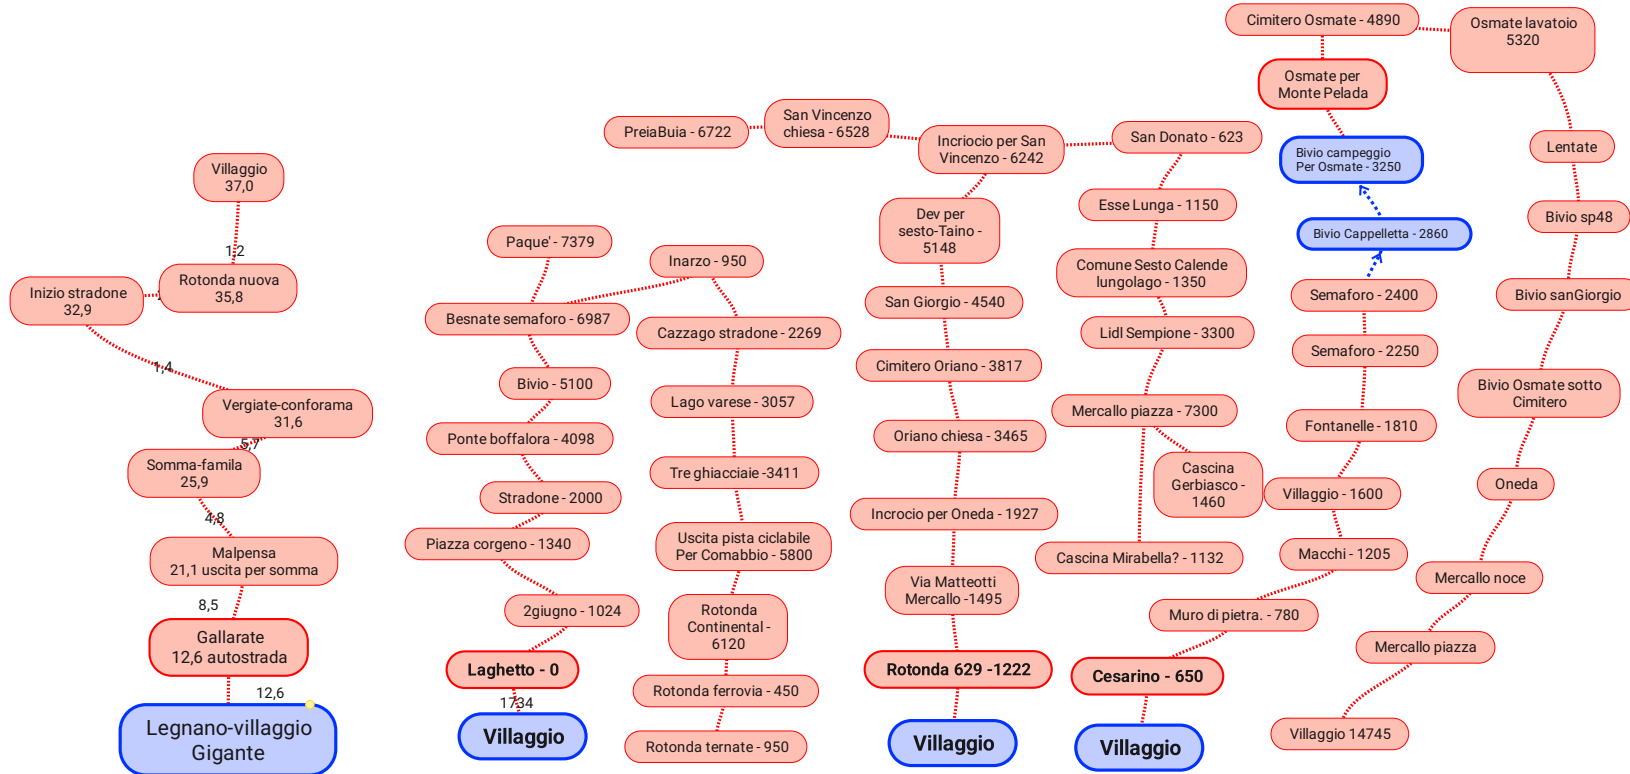 Villaggio
37,0
1,2
Rotonda nuova
35,8
Inizio stradone
32,9
1,4
Vergiate-conforama
31,6
5,7
Somma-famila
25,9
4,8
Malpensa
21,1 uscita per somma
8,5
Gallarate
12,6 autostrada
12,6
Legnano-villaggio
Gigante
Paque' - 7379
Besnate semaforo - 6987
Bivio - 5100
Ponte boffalora - 4098
Stradone - 2000
Piazza corgeno - 1340
2giugno - 1024
Laghetto - 0
1734
Villaggio
Inarzo - 950
Cazzago stradone - 2269
Lago varese - 3057
Tre ghiacciaie -3411
Uscita pista ciclabile
Per Comabbio - 5800
Rotonda
Continental -
6120
Rotonda ferrovia - 450
Rotonda ternate - 950
PreiaBuia - 6722
San Vincenzo
chiesa - 6528
Incriocio per San
Vincenzo - 6242
Dev per
sesto-Taino -
5148
San Giorgio - 4540
Cimitero Oriano - 3817
Oriano chiesa - 3465
Incrocio per Oneda - 1927
Via Matteotti
Mercallo -1495
Rotonda 629 -1222
Villaggio
San Donato - 623
Esse Lunga - 1150
Comune Sesto Calende
lungolago - 1350
Lidl Sempione - 3300
Mercallo piazza - 7300
Cascina
Gerbiasco -
1460
Cascina Mirabella? - 1132
Cimitero Osmate - 4890
Osmate per
Monte Pelada
Bivio campeggio
Per Osmate - 3250
Bivio Cappelletta - 2860
Semaforo - 2400
Semaforo - 2250
Fontanelle - 1810
Villaggio - 1600
Macchi - 1205
Muro di pietra. - 780
Cesarino - 650
Villaggio
Osmate lavatoio
5320
Lentate
Bivio sp48
Bivio sanGiorgio
Bivio Osmate sotto
Cimitero
Oneda
Mercallo noce
Mercallo piazza
Villaggio 14745